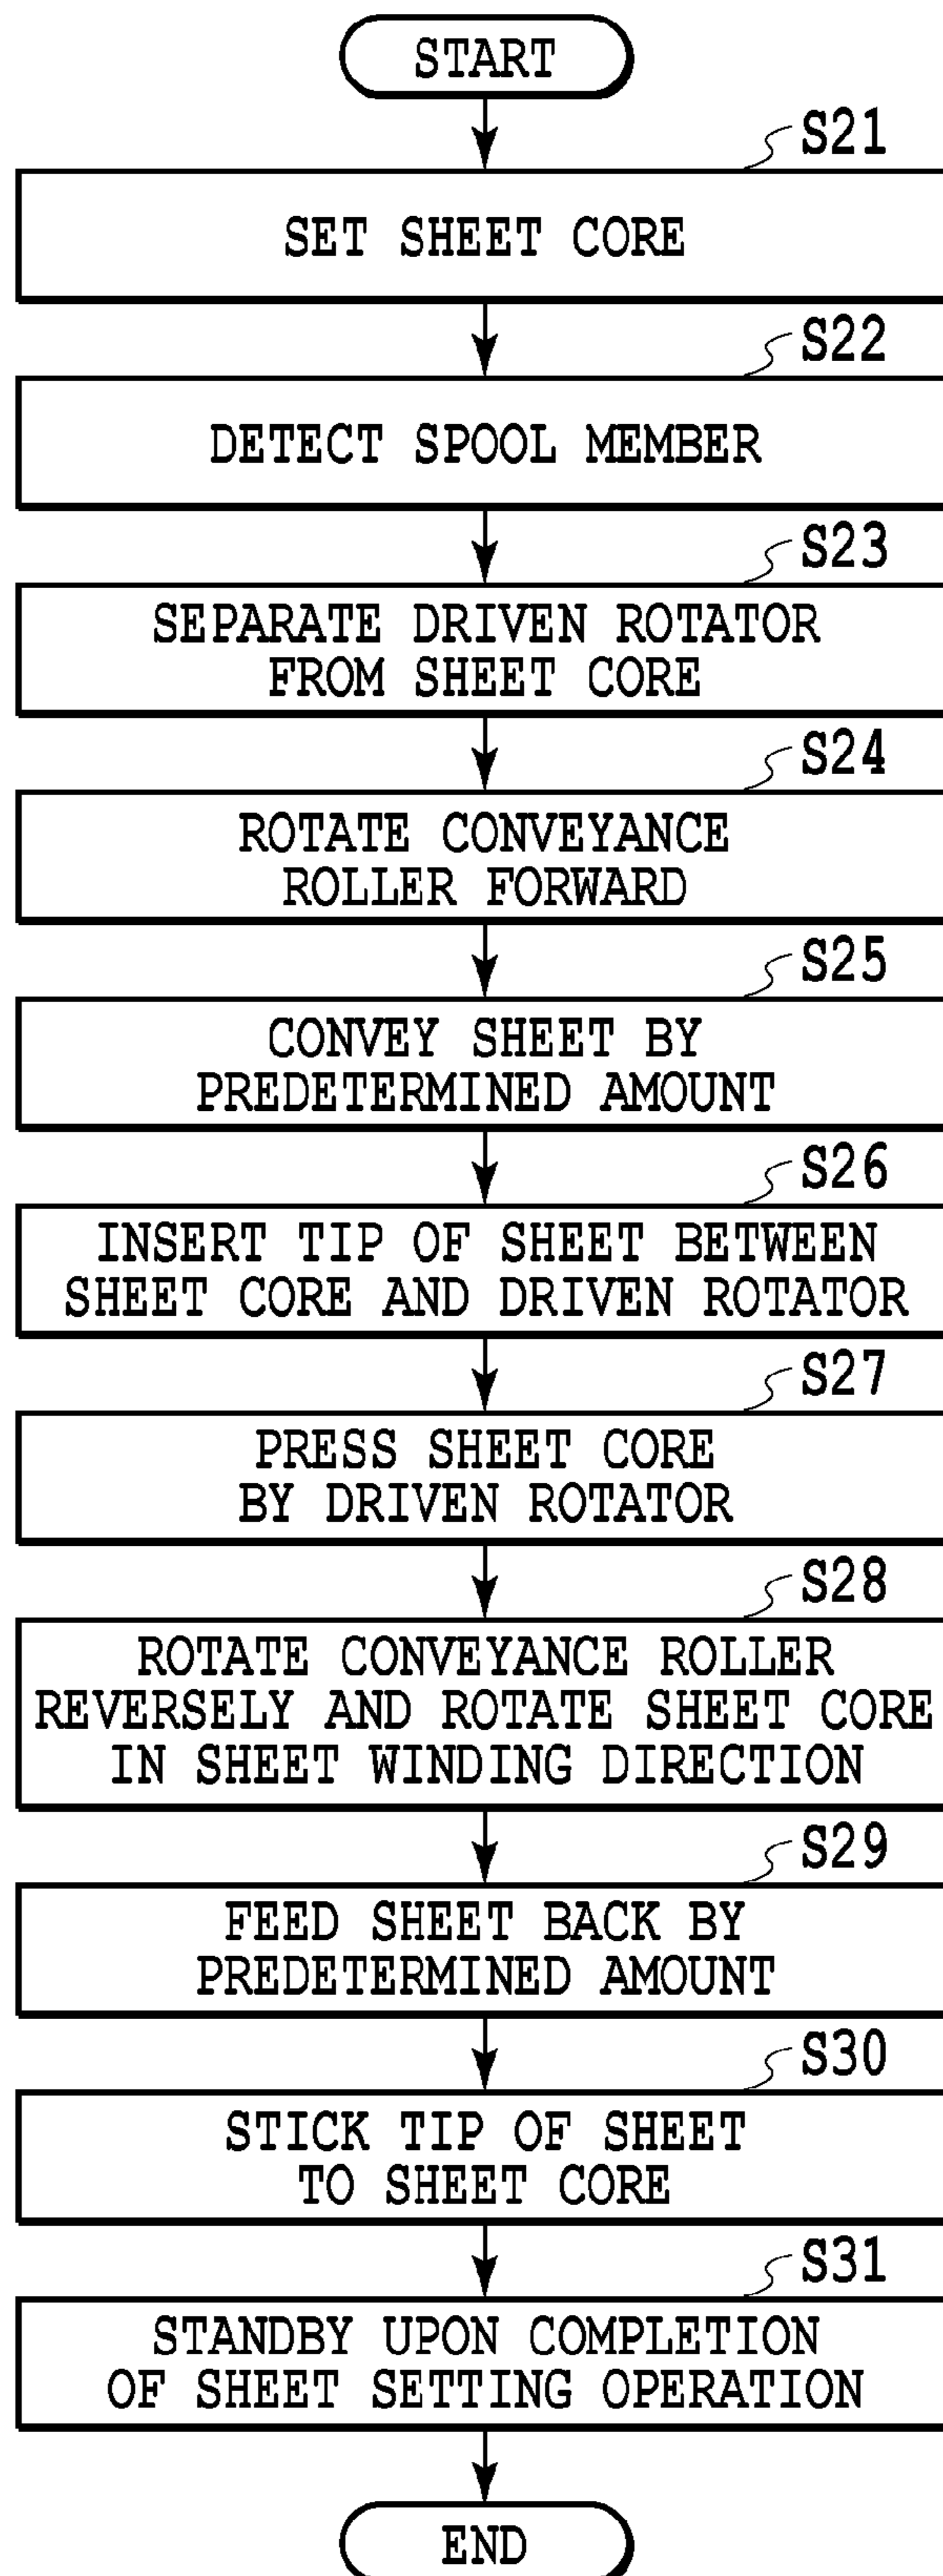 START
S21
SET SHEET CORE
S22
DETECT SPOOL MEMBER
S23
SEPARATE DRIVEN ROTATOR
FROM SHEET CORE
S24
ROTATE CONVEYANCE
ROLLER FORWARD
S25
CONVEY SHEET BY
PREDETERMINED AMOUNT
S26
INSERT TIP OF SHEET BETWEEN
SHEET CORE AND DRIVEN ROTATOR
S27
PRESS SHEET CORE
BY DRIVEN ROTATOR
S28
ROTATE CONVEYANCE ROLLER
REVERSELY AND ROTATE SHEET CORE
IN SHEET WINDING DIRECTION
S29
FEED SHEET BACK BY
PREDETERMINED AMOUNT
S30
STICK TIP OF SHEET
TO SHEET CORE
S31
STANDBY UPON COMPLETION
OF SHEET SETTING OPERATION
END